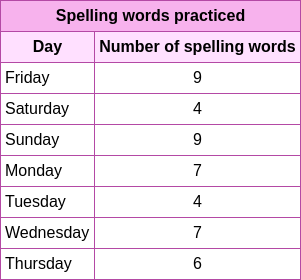 Spelling words practiced
Day Number of spelling words
Friday 9
Saturday 4
Sunday 9
Monday 7
Tuesday 4
Wednesday 7
Thursday 6